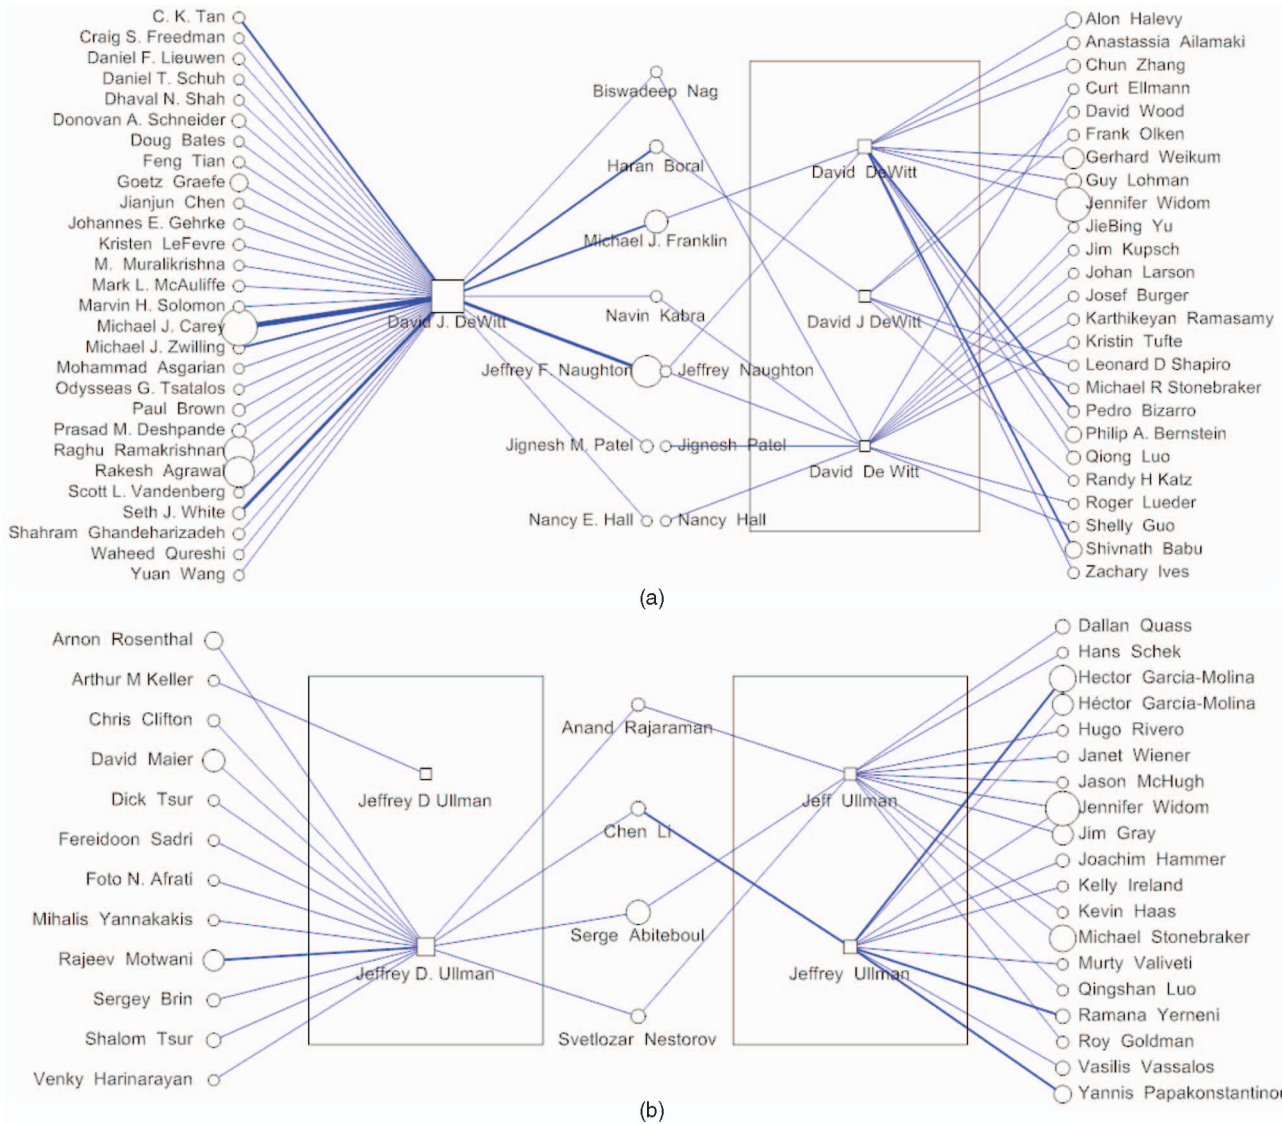 C. K. Tan
Craig S. Freedman
Daniel F. Lieuwen
Daniel T. Schuh
Dhaval N. Shah
Donovan A. Schneider
Doug Bates
Feng Tian
Goetz Graefe
Jianjun Chen
Johannes E. Gehrke
Kristen LeFevre
M. Muralikrishna
Mark L. McAuliffe
Marvin H. Solomon
Michael J. Carey
Michael J. Zwilling
Mohammad Asgarian
Odysseas G. Tsatalos
Paul Brown
Prasad M. Deshpande
Raghu Ramakrishnan
Rakesh Agrawal
Scott L. Vandenberg
Seth J. White
Shahram Ghandeharizadeh
Waheed Qureshi
Yuan Wang
David J. DeWitt
Biswadeep Nag
Haran Boral
Michael J. Franklin
Navin Kabra
Jeffrey F. Naughton
Jeffrey Naughton
Jignesh M. Patel
Jignesh Patel
Nancy E. Hall
Nancy Hall
David DeWitt
David J DeWitt
David De Witt
Alon Halevy
Anastassia Ailamaki
Chun Zhang
Curt Ellmann
David Wood
Frank Olken
Gerhard Weikum
Guy Lohman
Jennifer Widom
JieBing Yu
Jim Kupsch
Johan Larson
Josef Burger
Karthikeyan Ramasamy
Kristin Tufte
Leonard D Shapiro
Michael R Stonebraker
Pedro Bizarro
Philip A. Bernstein
Qiong Luo
Randy H Katz
Roger Lueder
Shelly Guo
Shivnath Babu
Zachary Ives
(a)
Arnon Rosenthal
Arthur M Keller
Chris Clifton
David Maier
Dick Tsur
Fereidoon Sadri
Foto N. Afrati
Mihalis Yannakakis
Rajeev Motwani
Sergey Brin
Shalom Tsur
Venky Harinarayan
Jeffrey D Ullman
Jeffrey D. Ullman
Anand Rajaraman
Chen Li
Serge Abiteboul
Svetlozar Nestorov
Jeff Ullman
Jeffrey Ullman
Dallan Quass
Hans Schek
Hector Garcia-Molina
Héctor García-Molina
Hugo Rivero
Janet Wiener
Jason McHugh
Jennifer Widom
Jim Gray
Joachim Hammer
Kelly Ireland
Kevin Haas
Michael Stonebraker
Murty Valiveti
Qingshan Luo
Ramana Yerneni
Roy Goldman
Vasilis Vassalos
Yannis Papakonstantinou
(b)